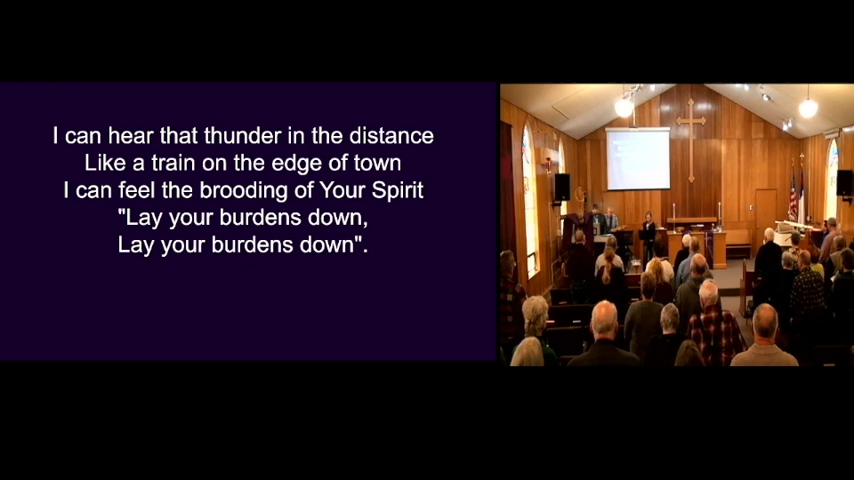 I can hear that thunder in the distance
Like a train on the edge of town
I can feel the brooding of Your Spirit
"Lay your burdens down,
Lay your burdens down".